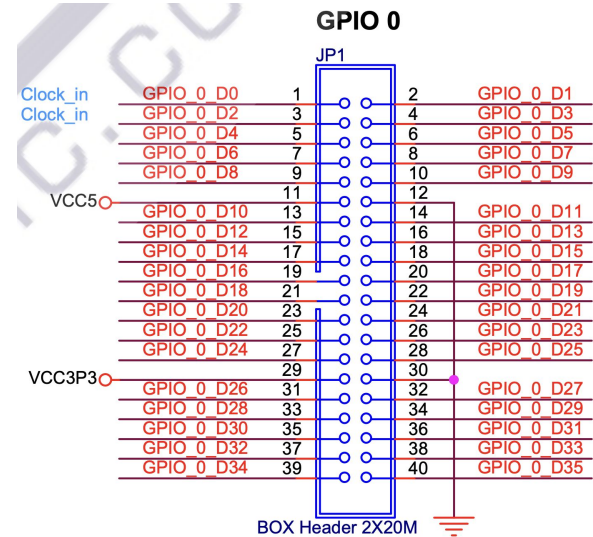 GPIO 0
JP1
Clock_in GPIO_0_D0 1 2 GPIO_0_D1
Clock_in GPIO_0_D2 3 4 GPIO_0_D3
GPIO_0_D4 5 6 GPIO_0_D5
GPIO_0_D6 7 8 GPIO_0_D7
GPIO_0_D8 9 10 GPIO_0_D9
VCC5 11 12
GPIO_0_D10 13 14 GPIO_0_D11
GPIO_0_D12 15 16 GPIO_0_D13
GPIO_0_D14 17 18 GPIO_0_D15
GPIO_0_D16 19 20 GPIO_0_D17
GPIO_0_D18 21 22 GPIO_0_D19
GPIO_0_D20 23 24 GPIO_0_D21
GPIO_0_D22 25 26 GPIO_0_D23
GPIO_0_D24 27 28 GPIO_0_D25
VCC3P3 29 30
GPIO_0_D26 31 32 GPIO_0_D27
GPIO_0_D28 33 34 GPIO_0_D29
GPIO_0_D30 35 36 GPIO_0_D31
GPIO_0_D32 37 38 GPIO_0_D33
GPIO_0_D34 39 40 GPIO_0_D35
BOX Header 2X20M